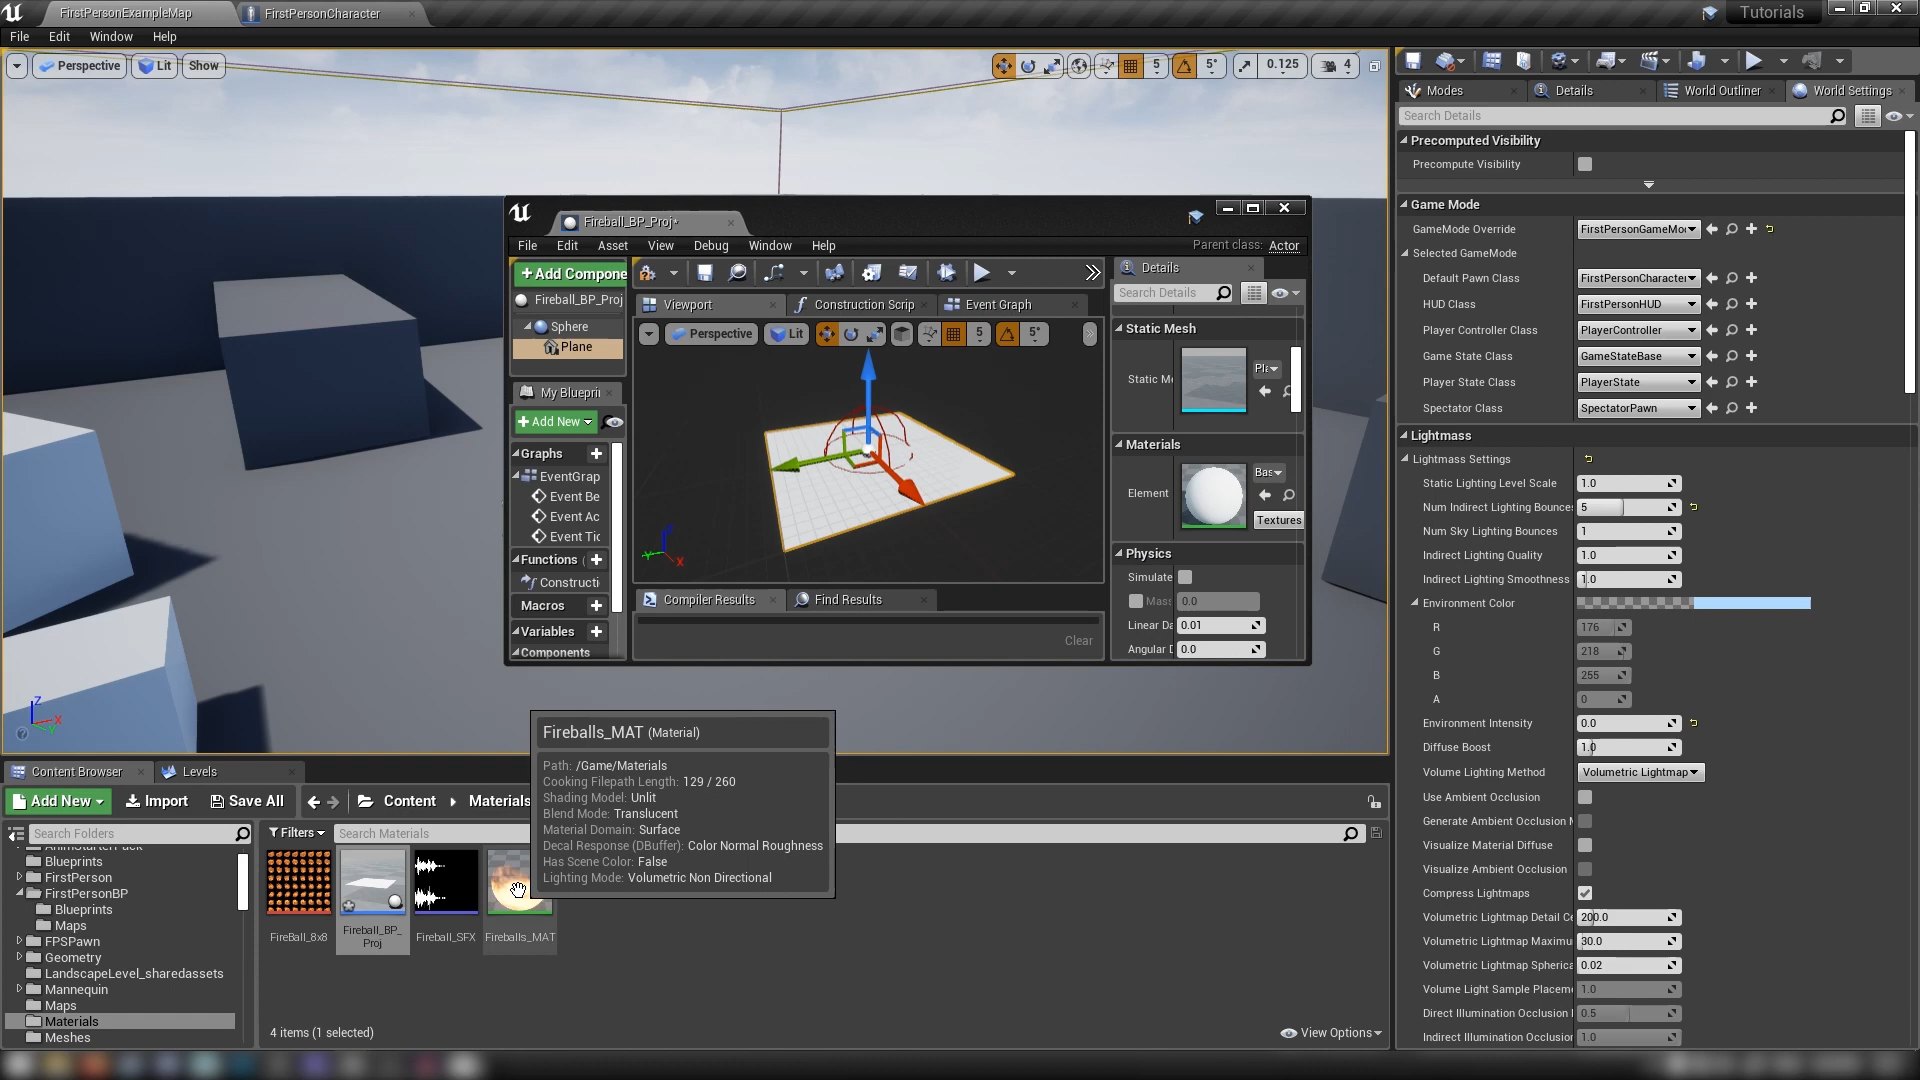 FirstPersonExampleMap
FirstPersonCharacter
Tutorials
File Edit Window Help
Perspective Lit Show
5 5° 0.125 4
Modes Details World Outliner World Settings
Search Details
Precomputed Visibility
Precompute Visibility
Game Mode
GameMode Override FirstPersonGameMo
Selected GameMode
Default Pawn Class FirstPersonCharacte
HUD Class FirstPersonHUD
Player Controller Class PlayerController
Game State Class GameStateBase
Player State Class PlayerState
Spectator Class SpectatorPawn
Lightmass
Lightmass Settings
Static Lighting Level Scale 1.0
Num Indirect Lighting Bounce 5
Num Sky Lighting Bounces 1
Indirect Lighting Quality 1.0
Indirect Lighting Smoothness 1.0
Environment Color
R 176
G 218
B 255
A 0
Environment Intensity 0.0
Diffuse Boost 1.0
Volume Lighting Method Volumetric Lightmap
Use Ambient Occlusion
Generate Ambient Occlusion
Visualize Material Diffuse
Visualize Ambient Occlusion
Compress Lightmaps
Volumetric Lightmap Detail Ce 200.0
Volumetric Lightmap Maximu 30.0
Volumetric Lightmap Spherica 0.02
Volume Light Sample Placem 1.0
Direct Illumination Occlusion 0.5
Indirect Illumination Occlusion 1.0
Fireball_BP_Proj*
File Edit Asset View Debug Window Help
Parent class: Actor
+Add Compone
Fireball_BP_Proj
Sphere
Plane
My Bluepri
+Add New
Graphs
EventGrap
Event Be
Event Ac
Event Tic
Functions
Constructi
Macros
Variables
Components
Viewport Construction Scrip Event Graph
Perspective Lit 5 5°
Compiler Results Find Results
Clear
Details
Search Details
Static Mesh
Static M Pla
Materials
Element Bas
Textures
Physics
Simulate
Mas 0.0
Linear Da 0.01
Angular D 0.0
Fireballs_MAT (Material)
Path: /Game/Materials
Cooking Filepath Length: 129 / 260
Shading Model: Unlit
Blend Mode: Translucent
Material Domain: Surface
Decal Response (DBuffer): Color Normal Roughness
Has Scene Color: False
Lighting Mode: Volumetric Non Directional
Content Browser Levels
Add New Import Save All Content Materials
Search Folders
Filters Search Materials
AnimStarterPack
Blueprints
FirstPerson
FirstPersonBP
Blueprints
Maps
FPSPawn
Geometry
LandscapeLevel_sharedassets
Mannequin
Maps
Materials
Meshes
FireBall_8x8
Fireball_BP_
Proj
Fireball_SFX
Fireballs_MAT
4 items (1 selected)
View Options